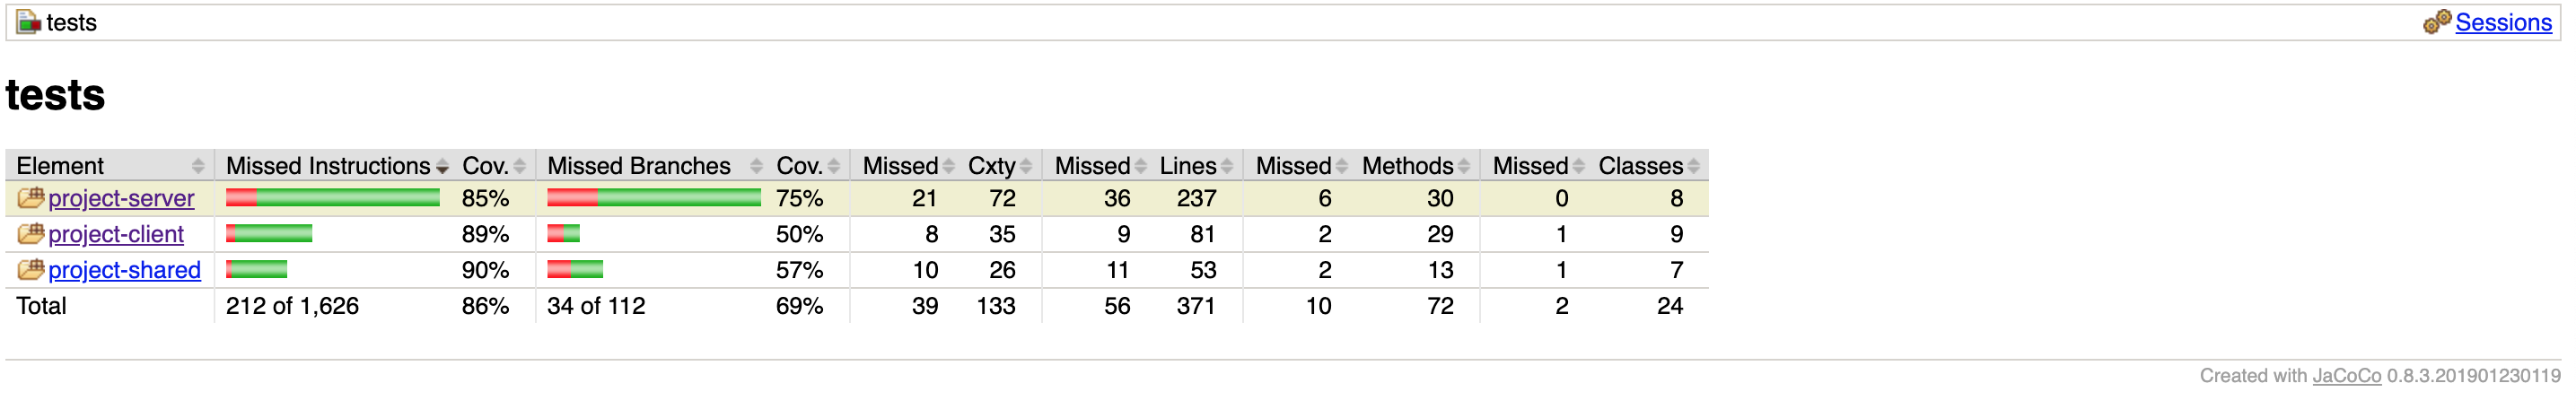 tests Sessions
tests
Element Missed Instructions Cov. Missed Branches Cov. Missed Cxty Missed Lines Missed Methods Missed Classes
project-server 85% 75% 21 72 36 237 6 30 0 8
project-client 89% 50% 8 35 9 81 2 29 1 9
project-shared 90% 57% 10 26 11 53 2 13 1 7
Total 212 of 1,626 86% 34 of 112 69% 39 133 56 371 10 72 2 24
Created with JaCoCo 0.8.3.201901230119